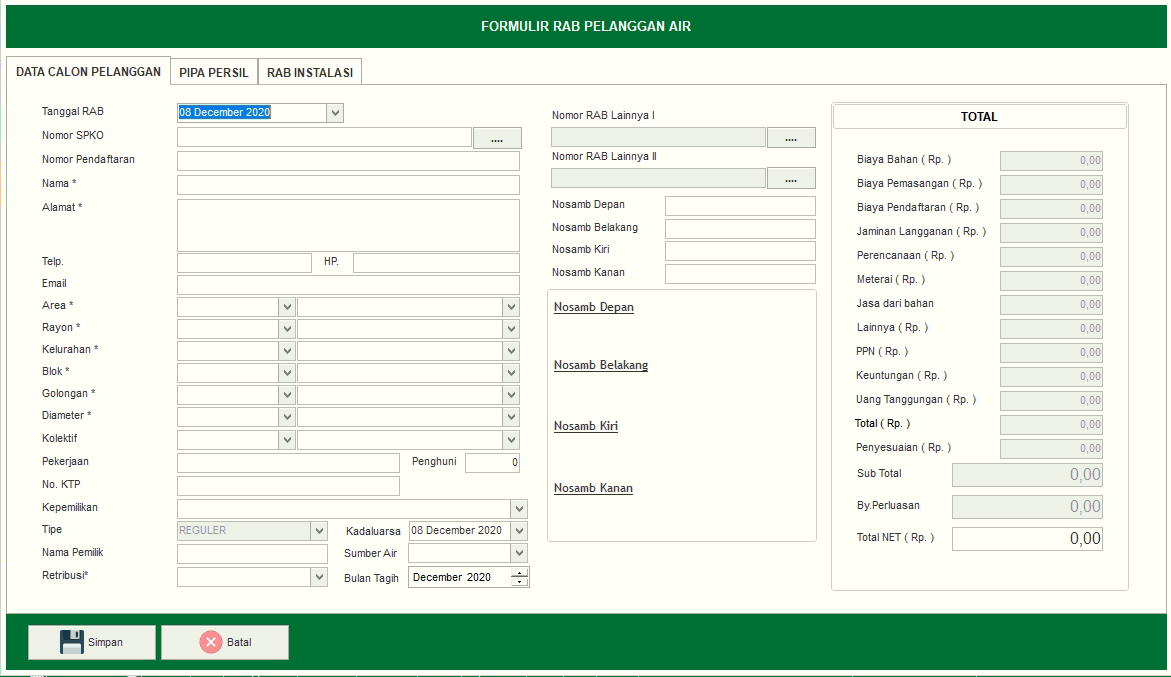 FORMULIR RAB PELANGGAN AIR
DATA CALON PELANGGAN PIPA PERSIL RAB INSTALASI
Tanggal RAB 08 December 2020
Nomor SPKO ....
Nomor Pendaftaran
Nama *
Alamat *
Telp. HP.
Email
Area *
Rayon *
Kelurahan *
Blok *
Golongan *
Diameter *
Kolektif
Pekerjaan Penghuni 0
No. KTP
Kepemilikan
Tipe REGULER Kadaluarsa 08 December 2020
Nama Pemilik Sumber Air
Retribusi* Bulan Tagih December 2020
Nomor RAB Lainnya I
....
Nomor RAB Lainnya II
....
Nosamb Depan
Nosamb Belakang
Nosamb Kiri
Nosamb Kanan
Nosamb Depan
Nosamb Belakang
Nosamb Kiri
Nosamb Kanan
TOTAL
Biaya Bahan ( Rp. ) 0,00
Biaya Pemasangan ( Rp. ) 0,00
Biaya Pendaftaran ( Rp. ) 0,00
Jaminan Langganan ( Rp. ) 0,00
Perencanaan ( Rp. ) 0,00
Meterai ( Rp. ) 0,00
Jasa dari bahan 0,00
Lainnya ( Rp. ) 0,00
PPN ( Rp. ) 0,00
Keuntungan ( Rp. ) 0,00
Uang Tanggungan ( Rp. ) 0,00
Total ( Rp. ) 0,00
Penyesuaian ( Rp. ) 0,00
Sub Total 0,00
By.Perluasan 0,00
Total NET ( Rp. ) 0,00
Simpan Batal